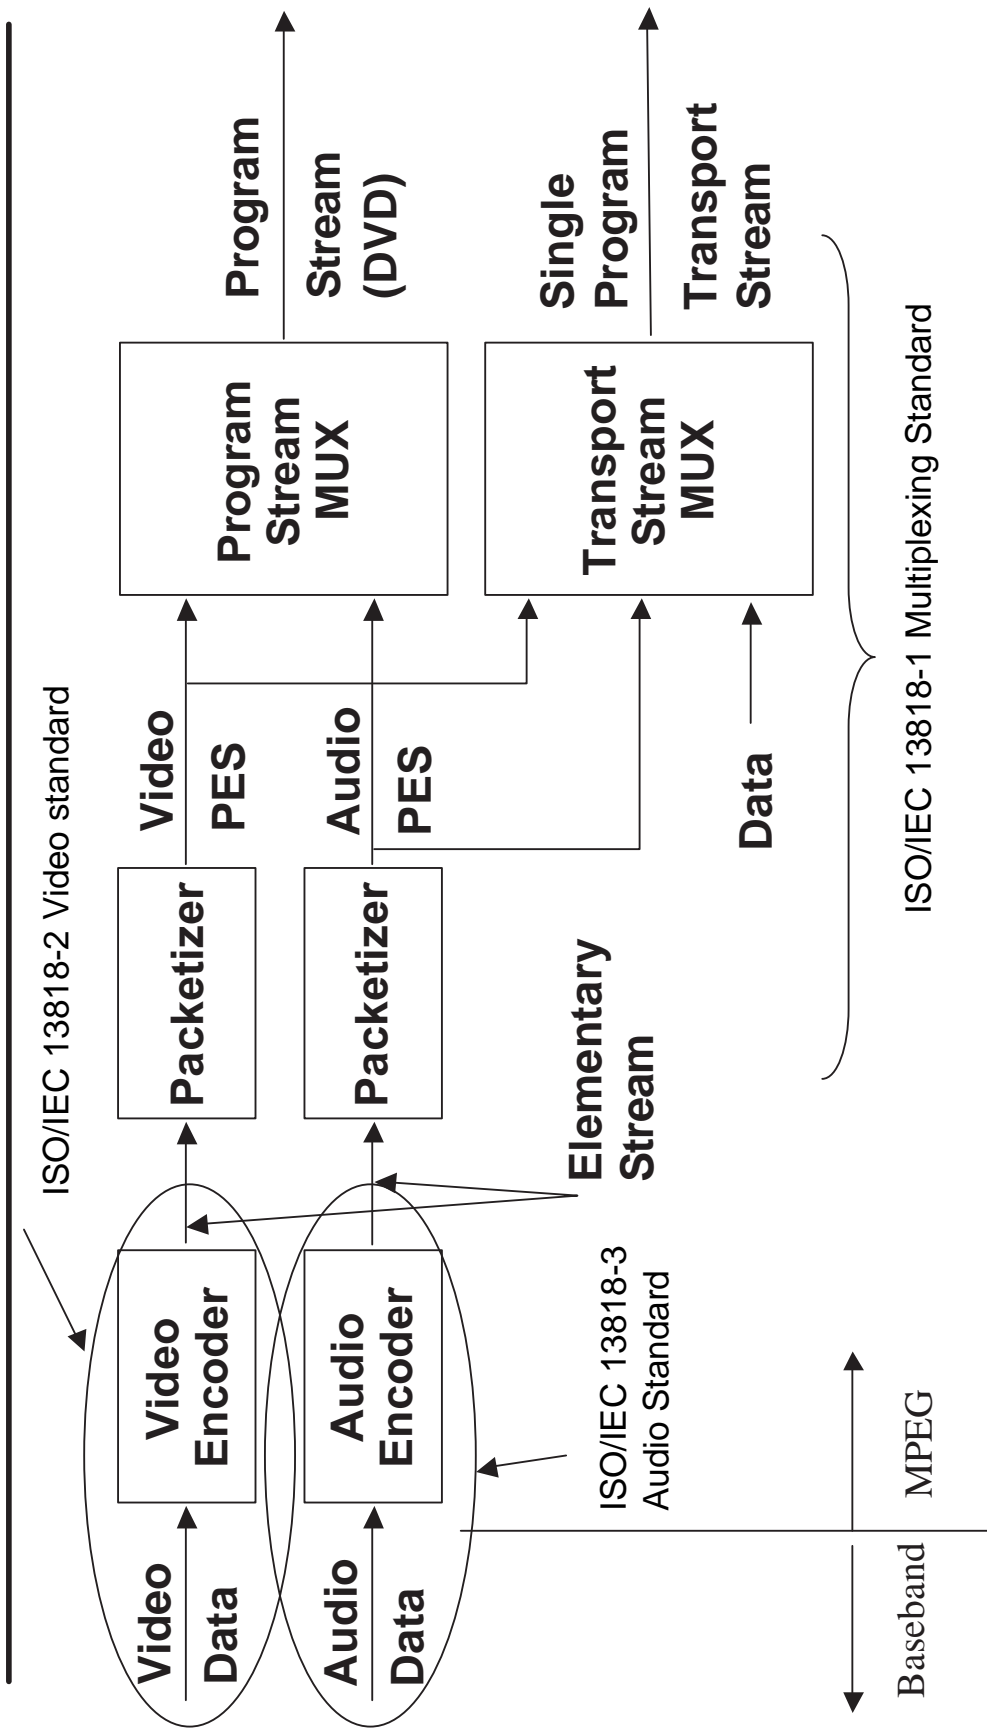 ISO/IEC 13818-2 Video standard
Video
Data
Video
Encoder
Packetizer
Video
PES
Program
Stream
MUX
Program
Stream
(DVD)
Audio
Data
Audio
Encoder
Packetizer
Audio
PES
Elementary
Stream
Data
Transport
Stream
MUX
Single
Program
Transport
Stream
ISO/IEC 13818-3
Audio Standard
ISO/IEC 13818-1 Multiplexing Standard
Baseband
MPEG